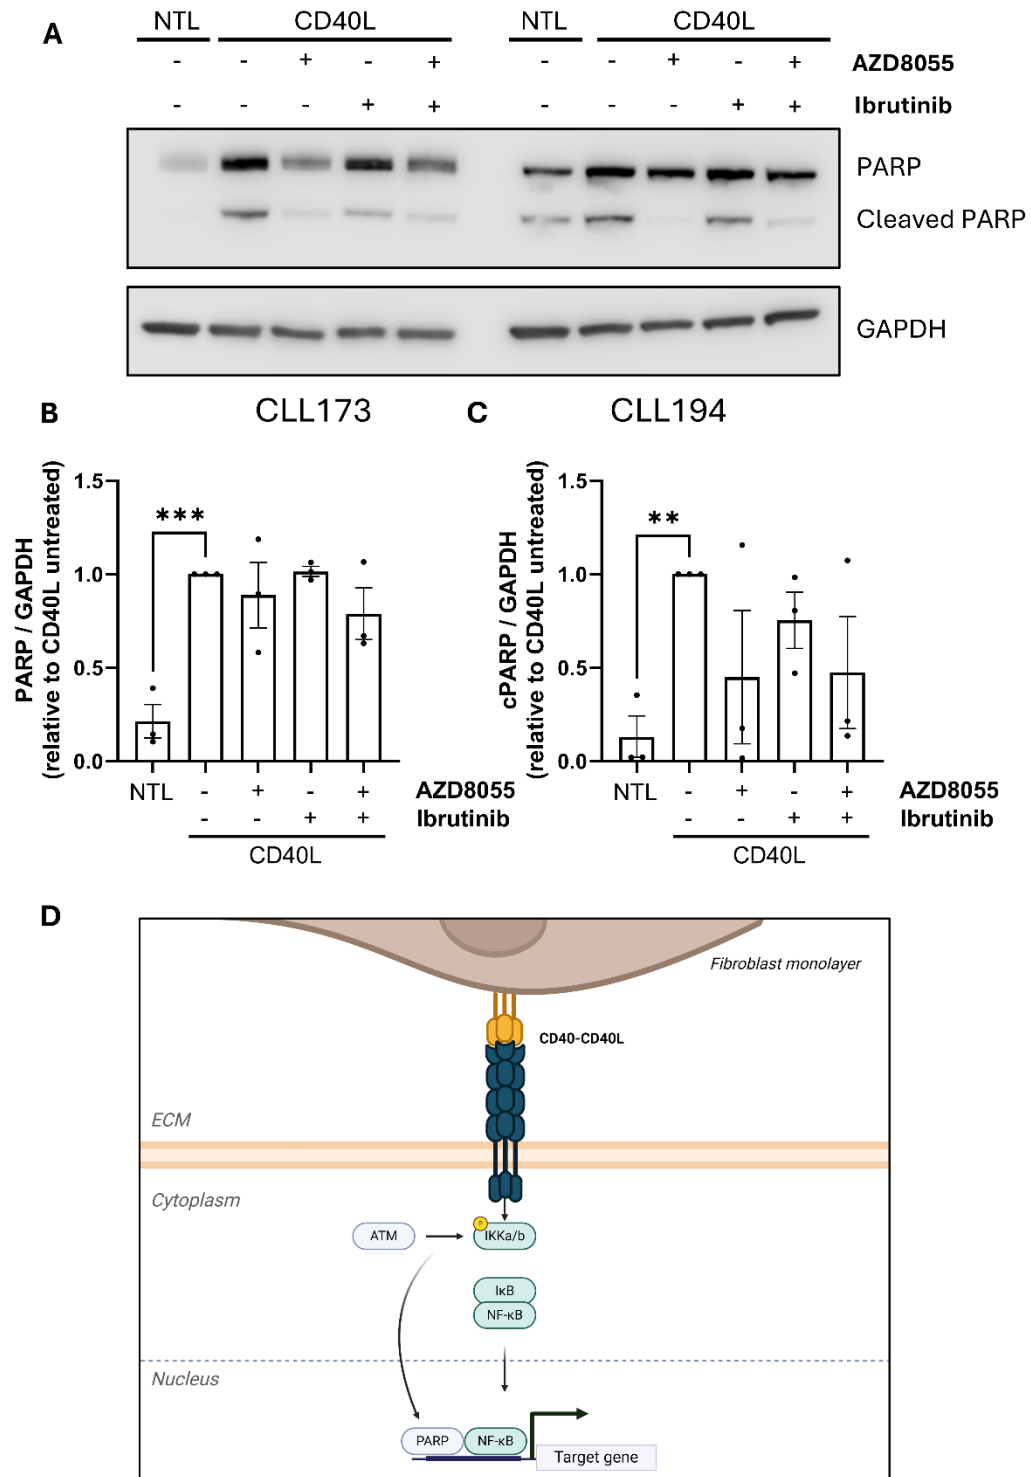 A
NTL CD40L NTL CD40L
- - + - + - - + - + AZD8055
- - - + + - - - + + Ibrutinib
PARP
Cleaved PARP
GAPDH
B CLL173 C CLL194
PARP / GAPDH
(relative to CD40L untreated)
1.5
1.0
0.5
0.0
***
NTL - + - + AZD8055
- - + + Ibrutinib
CD40L
cPARP / GAPDH
(relative to CD40L untreated)
1.5
1.0
0.5
0.0
**
NTL - + - + AZD8055
- - + + Ibrutinib
CD40L
D
Fibroblast monolayer
CD40-CD40L
ECM
Cytoplasm
P
ATM IKKa/b
IκB
NF-κB
Nucleus
PARP NF-κB
Target gene